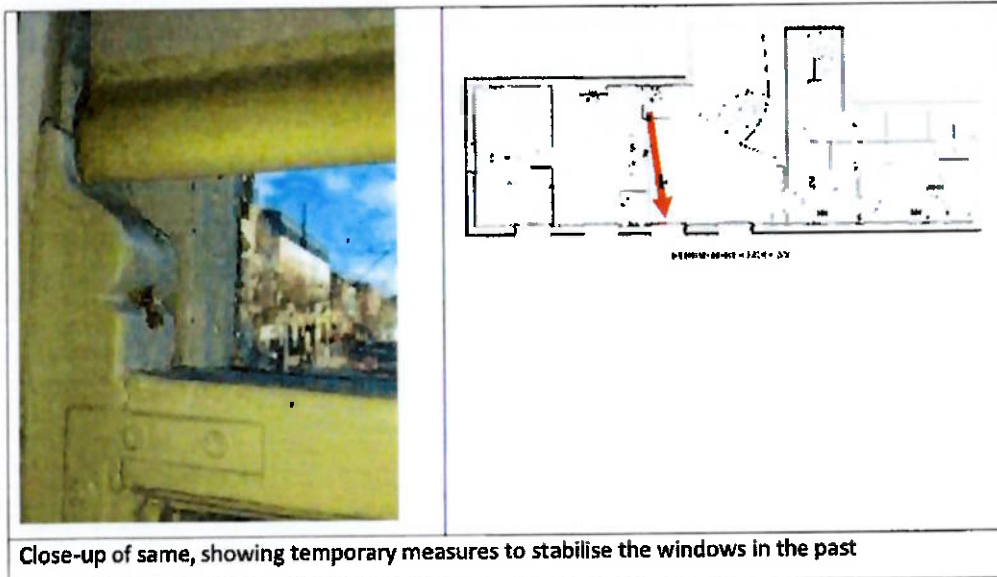 Close-up of same, showing temporary measures to stabilise the windows in the past